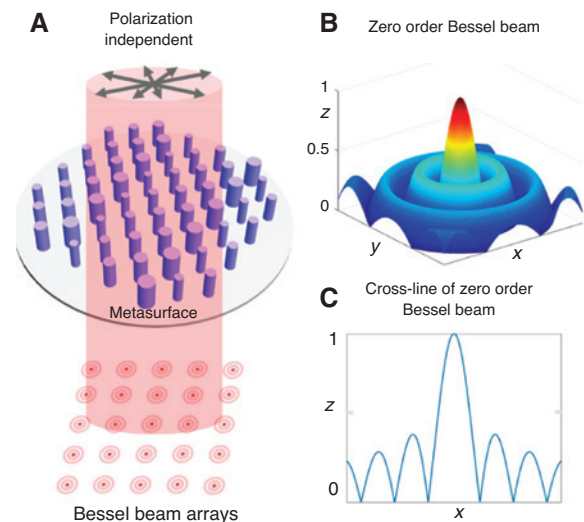 A
Polarization
independent
Metasurface
Bessel beam arrays
B
Zero order Bessel beam
1
z
0.5
0
y
x
C
Cross-line of zero order
Bessel beam
1
z
0
x